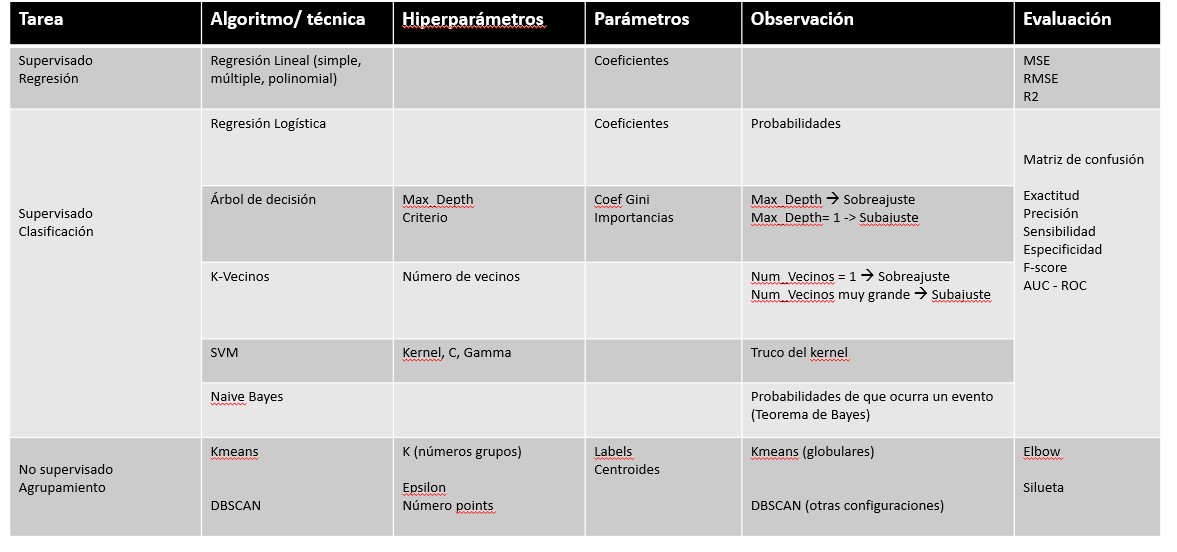 Tarea
Algoritmo/ técnica
Hiperparámetros
Parámetros
Observación
Evaluación
Supervisado
Regresión
Regresión Lineal (simple,
múltiple, polinomial)
Coeficientes
MSE
RMSE
R2
Supervisado
Clasificación
Regresión Logística
Coeficientes
Probabilidades
Árbol de decisión
Max_Depth
Criterio
Coef Gini
Importancias
Max_Depth → Sobreajuste
Max_Depth= 1 -> Subajuste
K-Vecinos
Número de vecinos
Num_Vecinos = 1 → Sobreajuste
Num_Vecinos muy grande → Subajuste
SVM
Kernel, C, Gamma
Truco del kernel
Naive Bayes
Probabilidades de que ocurra un evento
(Teorema de Bayes)
Matriz de confusión
Exactitud
Precisión
Sensibilidad
Especificidad
F-score
AUC - ROC
No supervisado
Agrupamiento
Kmeans
DBSCAN
K (números grupos)
Epsilon
Número points
Labels
Centroides
Kmeans (globulares)
DBSCAN (otras configuraciones)
Elbow
Silueta